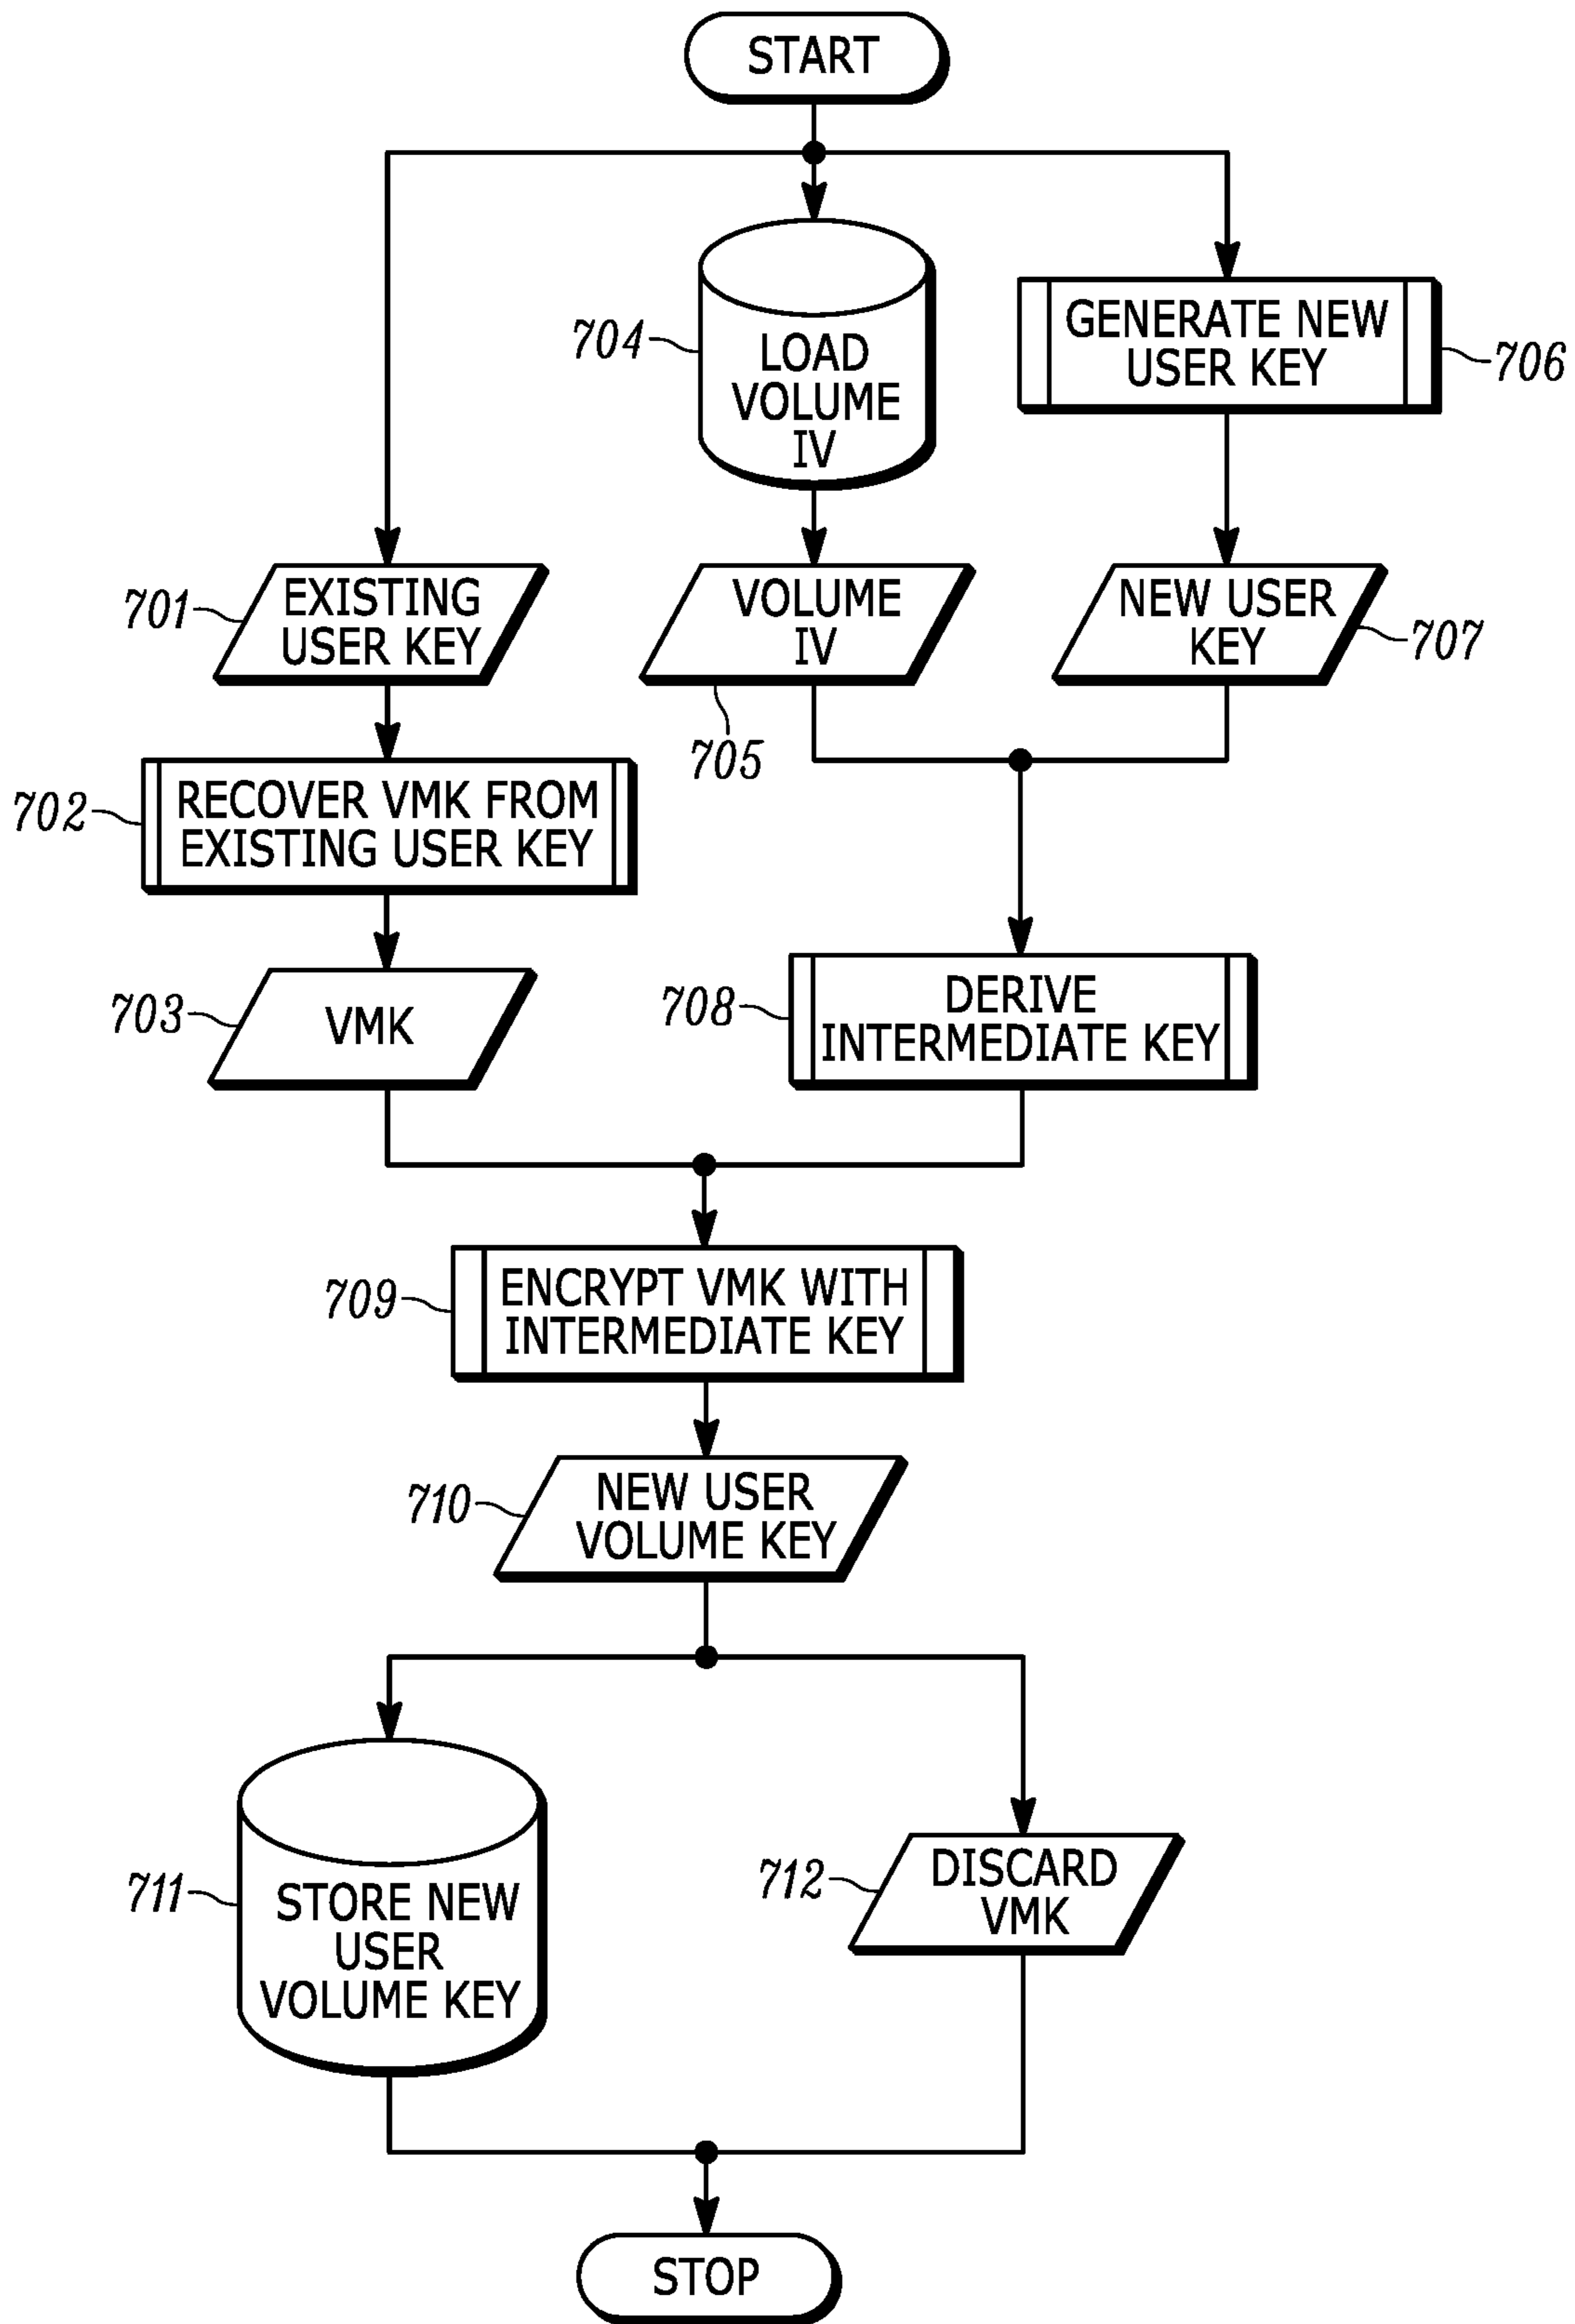 START
704
LOAD
VOLUME
IV
GENERATE NEW
USER KEY
706
701
EXISTING
USER KEY
VOLUME
IV
705
NEW USER
KEY
707
702
RECOVER VMK FROM
EXISTING USER KEY
703
VMK
708
DERIVE
INTERMEDIATE KEY
709
ENCRYPT VMK WITH
INTERMEDIATE KEY
710
NEW USER
VOLUME KEY
711
STORE NEW
USER
VOLUME KEY
712
DISCARD
VMK
STOP